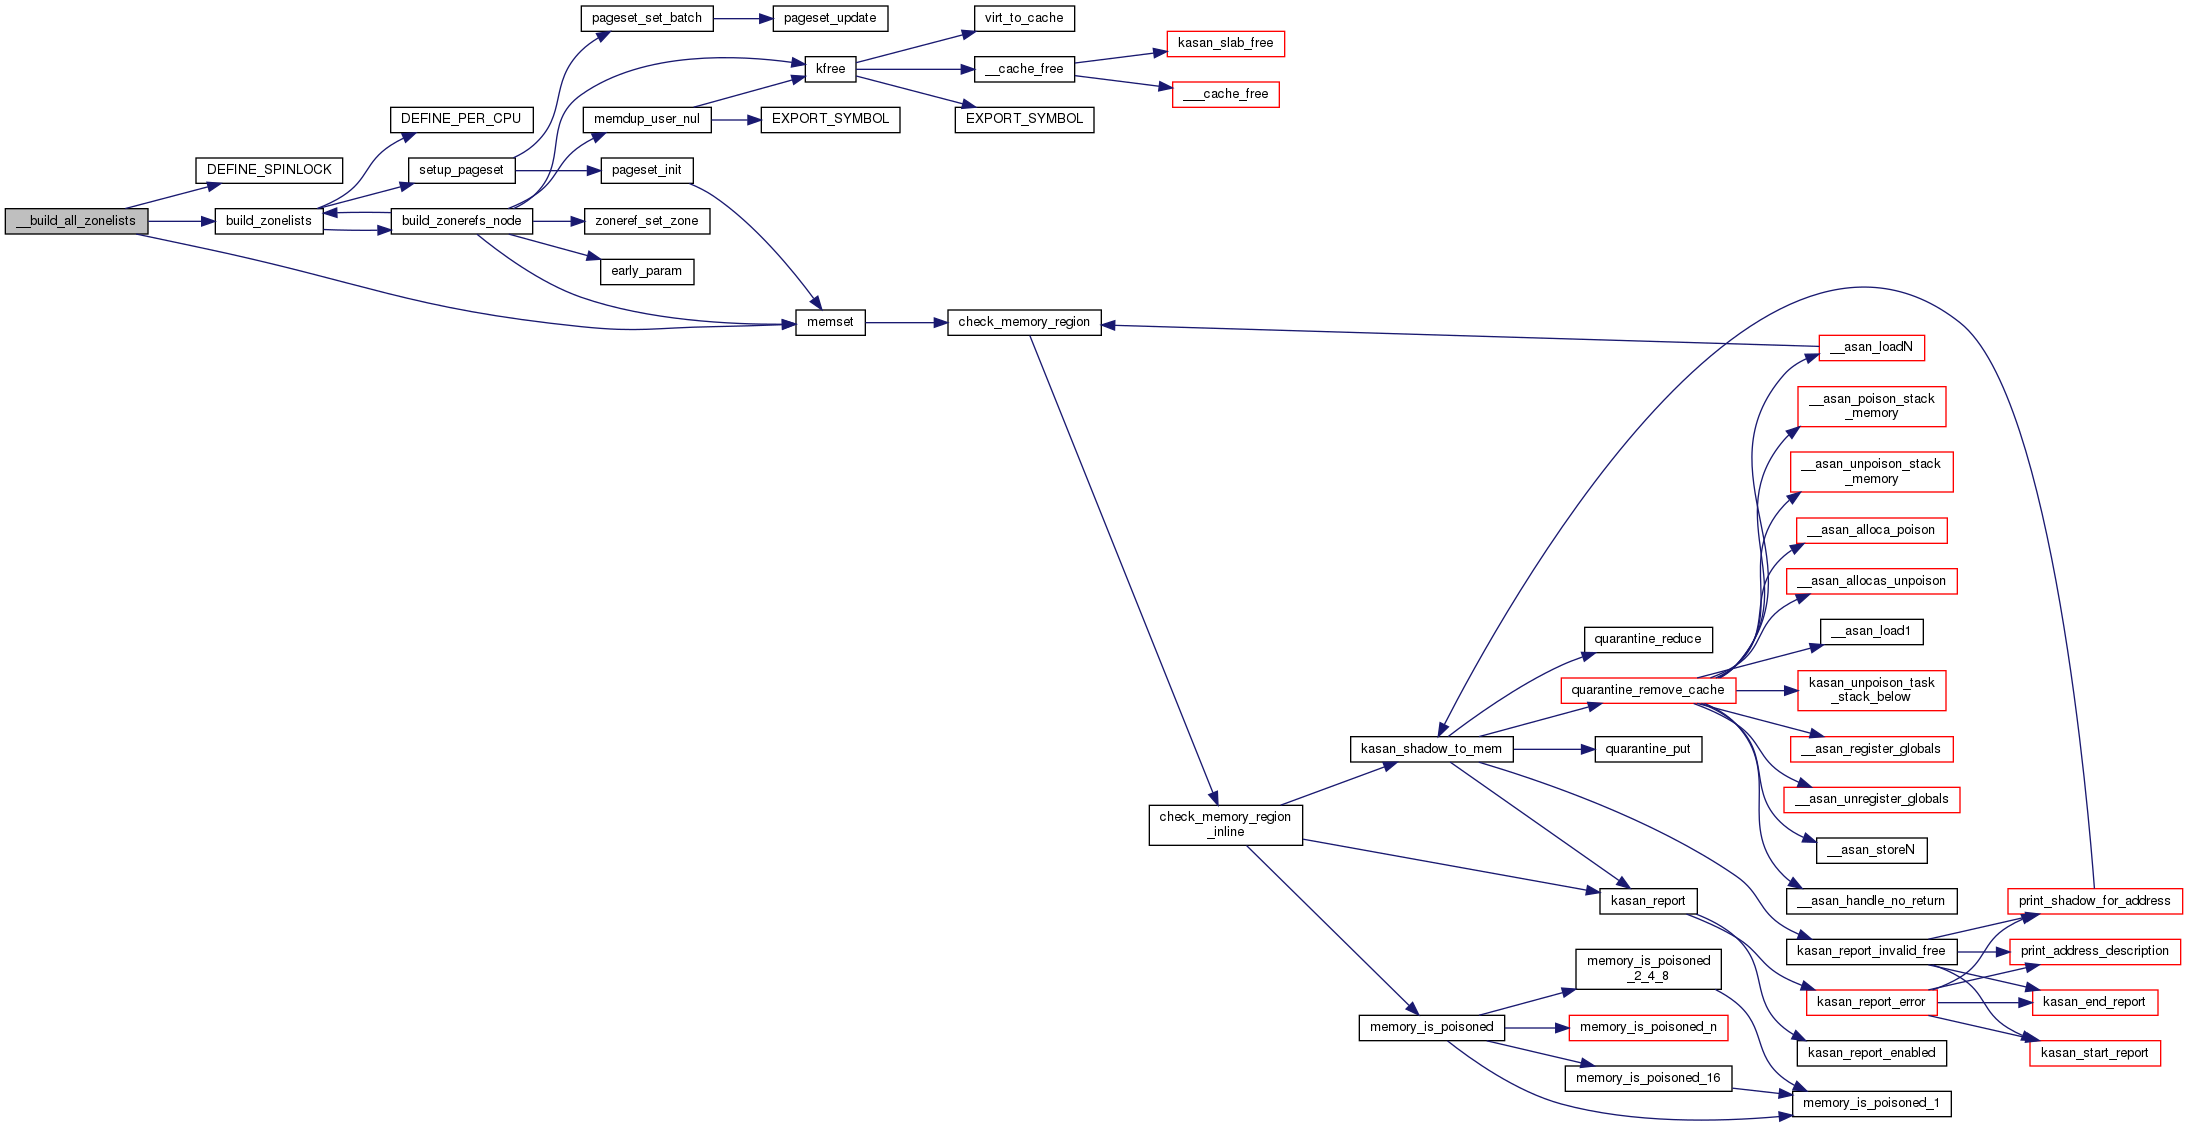 pageset_set_batch
pageset_update
virt_to_cache
kasan_slab_free
kfree
__cache_free
___cache_free
DEFINE_PER_CPU
memdup_user_nul
EXPORT_SYMBOL
EXPORT_SYMBOL
DEFINE_SPINLOCK
setup_pageset
pageset_init
__build_all_zonelists
build_zonelists
build_zonerefs_node
zoneref_set_zone
early_param
memset
check_memory_region
__asan_loadN
__asan_poison_stack
_memory
__asan_unpoison_stack
_memory
__asan_alloca_poison
__asan_allocas_unpoison
__asan_load1
quarantine_reduce
quarantine_remove_cache
kasan_unpoison_task
_stack_below
kasan_shadow_to_mem
quarantine_put
__asan_register_globals
__asan_unregister_globals
check_memory_region
_inline
__asan_storeN
kasan_report
__asan_handle_no_return
print_shadow_for_address
kasan_report_invalid_free
print_address_description
memory_is_poisoned
_2_4_8
kasan_report_error
kasan_end_report
memory_is_poisoned
memory_is_poisoned_n
kasan_report_enabled
kasan_start_report
memory_is_poisoned_16
memory_is_poisoned_1